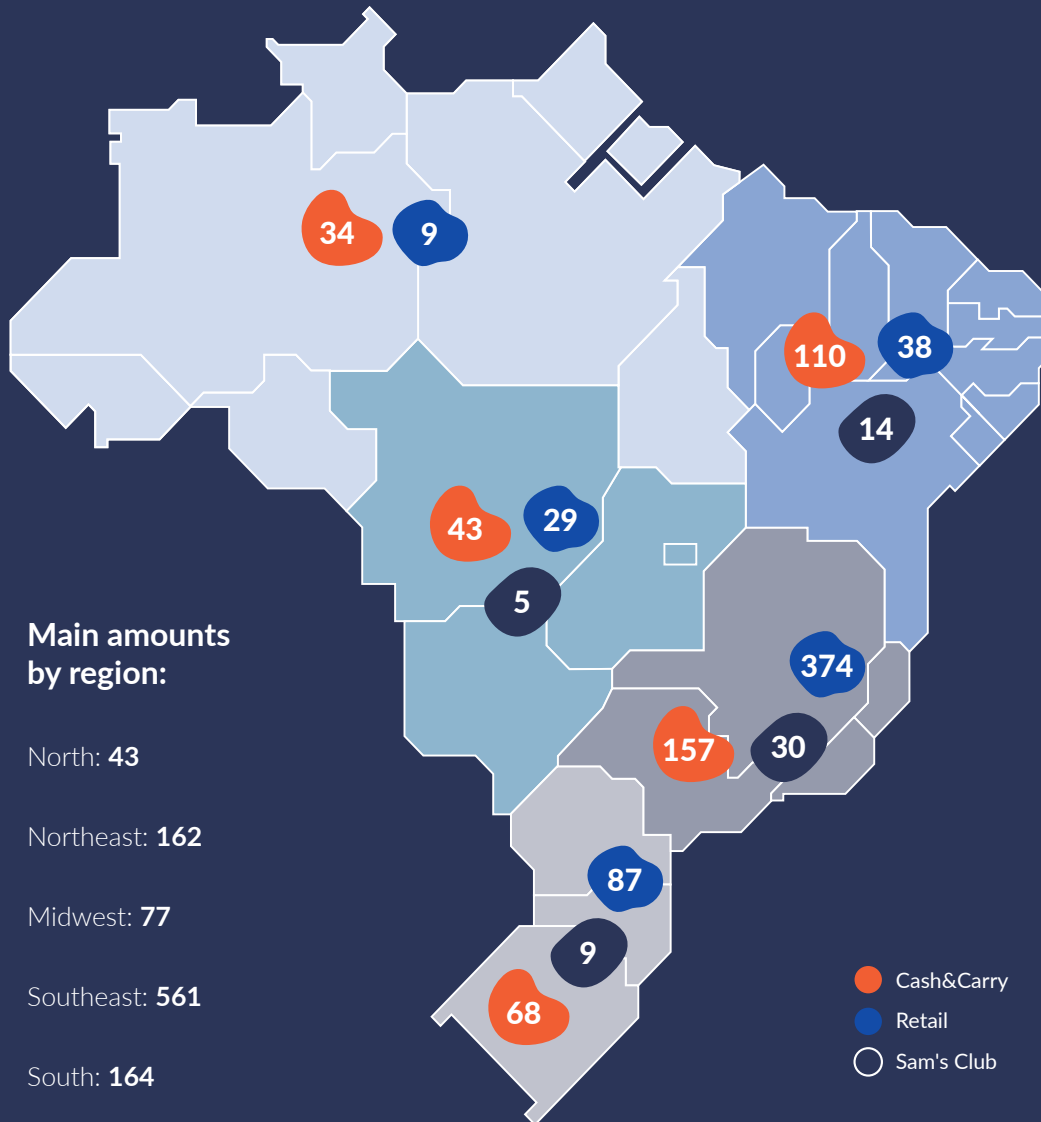 34
9
110
38
14
43
29
5
374
157
30
87
9
68
Main amounts
by region:
North: 43
Northeast: 162
Midwest: 77
Southeast: 561
South: 164
Cash&Carry
Retail
Sam's Club